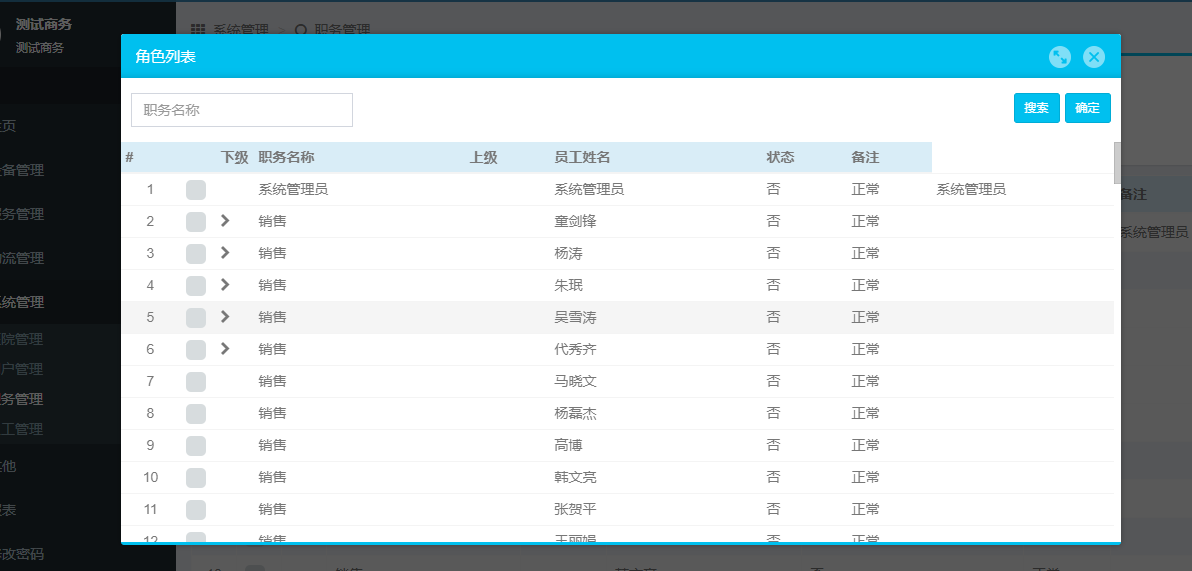 测试商务
测试商务
系统管理 > 职务管理
角色列表
职务名称
搜索 确定
# 下级 职务名称 上级 员工姓名 状态 备注
1 系统管理员 系统管理员 否 正常 系统管理员
2 销售 童剑锋 否 正常
3 销售 杨涛 否 正常
4 销售 朱珉 否 正常
5 销售 吴雪涛 否 正常
6 销售 代秀齐 否 正常
7 销售 马晓文 否 正常
8 销售 杨磊杰 否 正常
9 销售 高博 否 正常
10 销售 韩文亮 否 正常
11 销售 张贺平 否 正常
12 销售 王丽娟 否 正常
页
备管理
务管理
流管理
统管理
院管理
户管理
务管理
工管理
他
表
改密码
备注
系统管理员